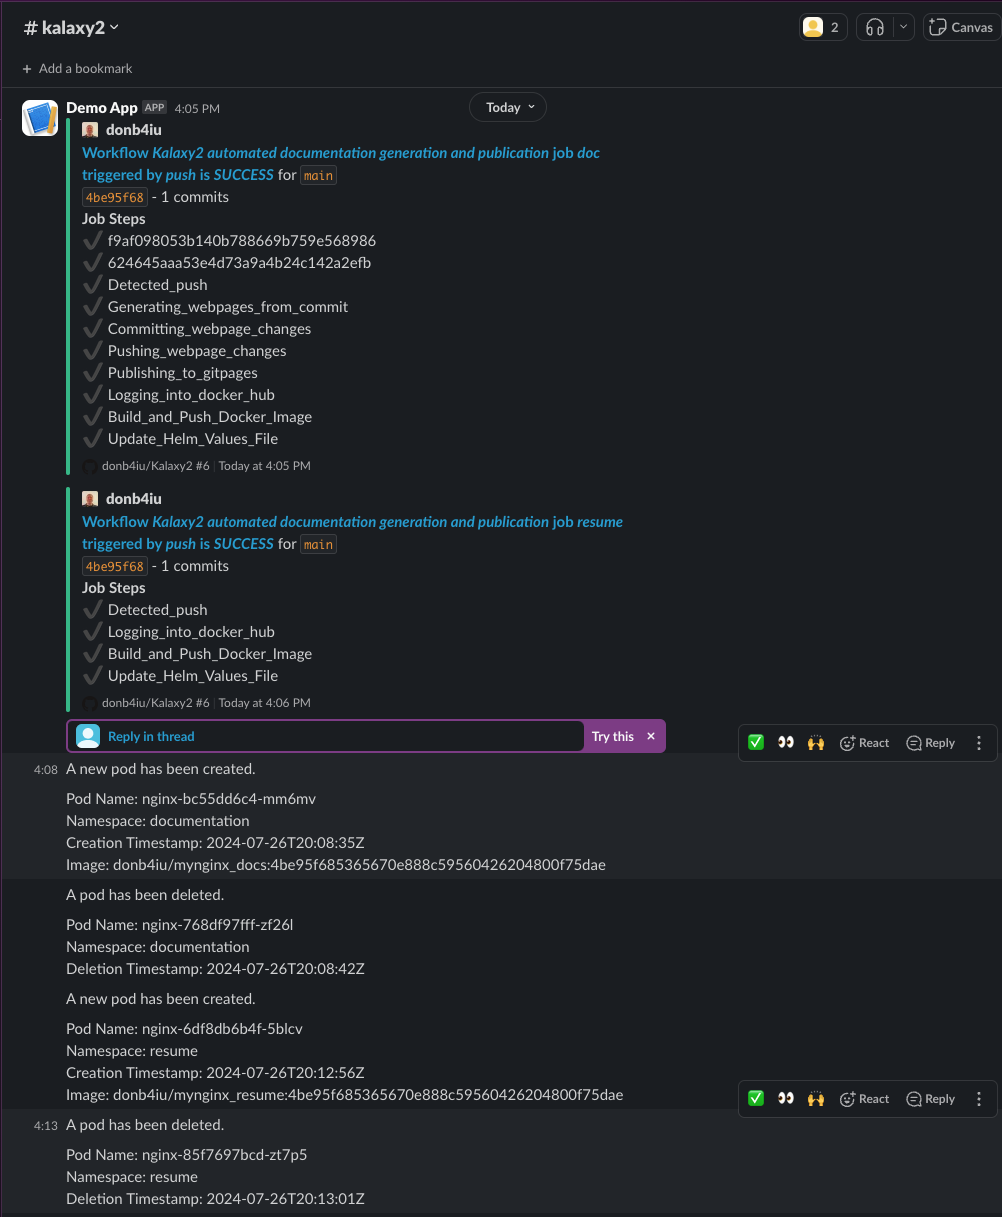 # kalaxy2
2
Canvas
+ Add a bookmark
Today
Demo App APP 4:05 PM
donb4iu
Workflow Kalaxy2 automated documentation generation and publication job doc
triggered by push is SUCCESS for main
4be95f68 - 1 commits
Job Steps
f9af098053b140b788669b759e568986
624645aaa53e4d73a9a4b24c142a2efb
Detected_push
Generating_webpages_from_commit
Committing_webpage_changes
Pushing_webpage_changes
Publishing_to_gitpages
Logging_into_docker_hub
Build_and_Push_Docker_Image
Update_Helm_Values_File
donb4iu/Kalaxy2 #6 | Today at 4:05 PM
donb4iu
Workflow Kalaxy2 automated documentation generation and publication job resume
triggered by push is SUCCESS for main
4be95f68 - 1 commits
Job Steps
Detected_push
Logging_into_docker_hub
Build_and_Push_Docker_Image
Update_Helm_Values_File
donb4iu/Kalaxy2 #6 | Today at 4:06 PM
Reply in thread Try this ×
React Reply
4:08 A new pod has been created.
Pod Name: nginx-bc55dd6c4-mm6mv
Namespace: documentation
Creation Timestamp: 2024-07-26T20:08:35Z
Image: donb4iu/mynginx_docs:4be95f685365670e888c59560426204800f75dae
A pod has been deleted.
Pod Name: nginx-768df97fff-zf26l
Namespace: documentation
Deletion Timestamp: 2024-07-26T20:08:42Z
A new pod has been created.
Pod Name: nginx-6df8db6b4f-5blcv
Namespace: resume
Creation Timestamp: 2024-07-26T20:12:56Z
Image: donb4iu/mynginx_resume:4be95f685365670e888c59560426204800f75dae
React Reply
4:13 A pod has been deleted.
Pod Name: nginx-85f7697bcd-zt7p5
Namespace: resume
Deletion Timestamp: 2024-07-26T20:13:01Z